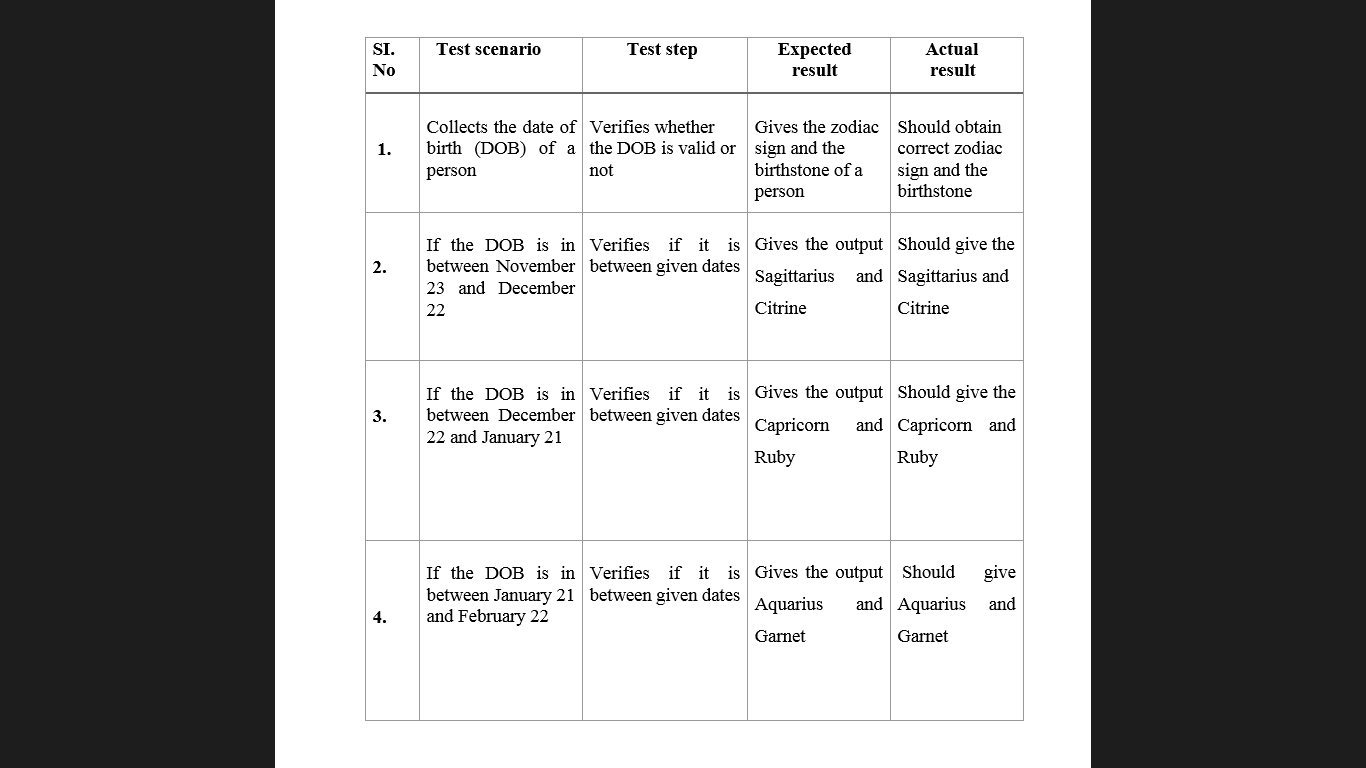 SI. No
Test scenario
Test step
Expected result
Actual result
1.
Collects the date of
birth (DOB) of a
person
Verifies whether
the DOB is valid or
not
Gives the zodiac
sign and the
birthstone of a
person
Should obtain
correct zodiac
sign and the
birthstone
2.
If the DOB is in
between November
23 and December
22
Verifies if it is
between given dates
Gives the output
Sagittarius and
Citrine
Should give the
Sagittarius and
Citrine
3.
If the DOB is in
between December
22 and January 21
Verifies if it is
between given dates
Gives the output
Capricorn and
Ruby
Should give the
Capricorn and
Ruby
4.
If the DOB is in
between January 21
and February 22
Verifies if it is
between given dates
Gives the output
Aquarius and
Garnet
Should give
Aquarius and
Garnet